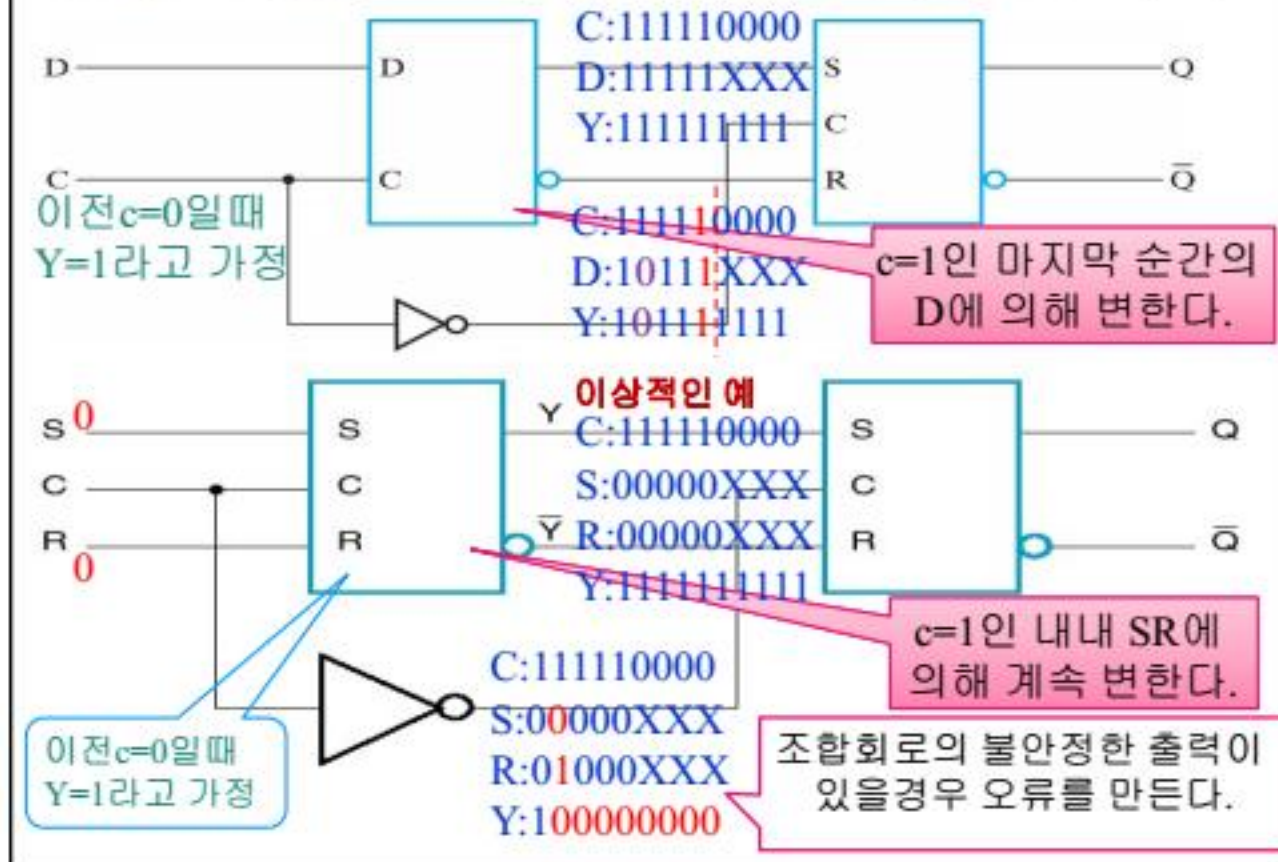 C:111110000
D D D:11111XXX S Q
Y:111111111 C
C C R Q̅
이전c=0일때
Y=1라고 가정
C:111110000
D:10111XXX
Y:101111111
c=1인 마지막 순간의
D에 의해 변한다.
이상적인 예
S 0 S Y C:111110000 S Q
C C S:00000XXX C
R 0 R Y̅ R:00000XXX R Q̅
Y:1111111111
c=1인 내내 SR에
의해 계속 변한다.
이전c=0일때
Y=1라고 가정
C:111110000
S:00000XXX
R:01000XXX
Y:100000000
조합회로의 불안정한 출력이
있을경우 오류를 만든다.